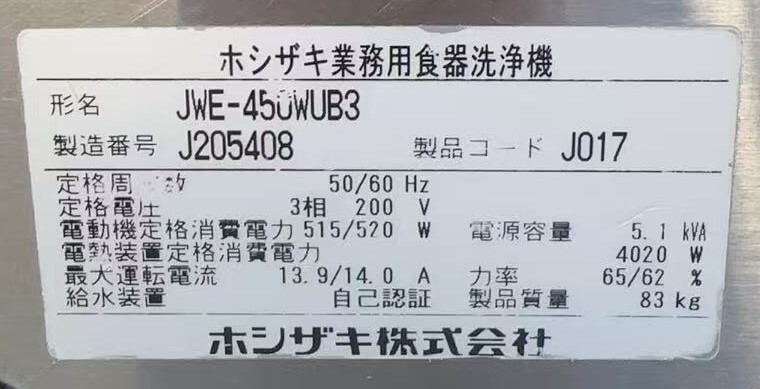 ホシザキ業務用食器洗浄機
形名 JWE-450WUB3
製造番号 J205408 製品コード J017
定格周 数 50/60 Hz
定格電圧 3相 200 V
電動機定格消費電力 515/520 W 電源容量 5.1 kVA
電熱装置定格消費電力 4020 W
最大運転電流 13.9/14.0 A 力率 65/62 %
給水装置 自己認証 製品質量 83 kg
ホシザキ株式会社